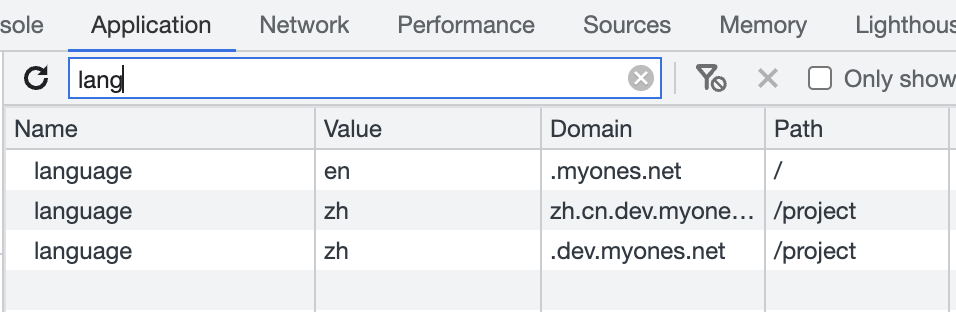 sole Application Network Performance Sources Memory Lighthous
lang Only show
Name Value Domain Path
language en .myones.net /
language zh zh.cn.dev.myone... /project
language zh .dev.myones.net /project